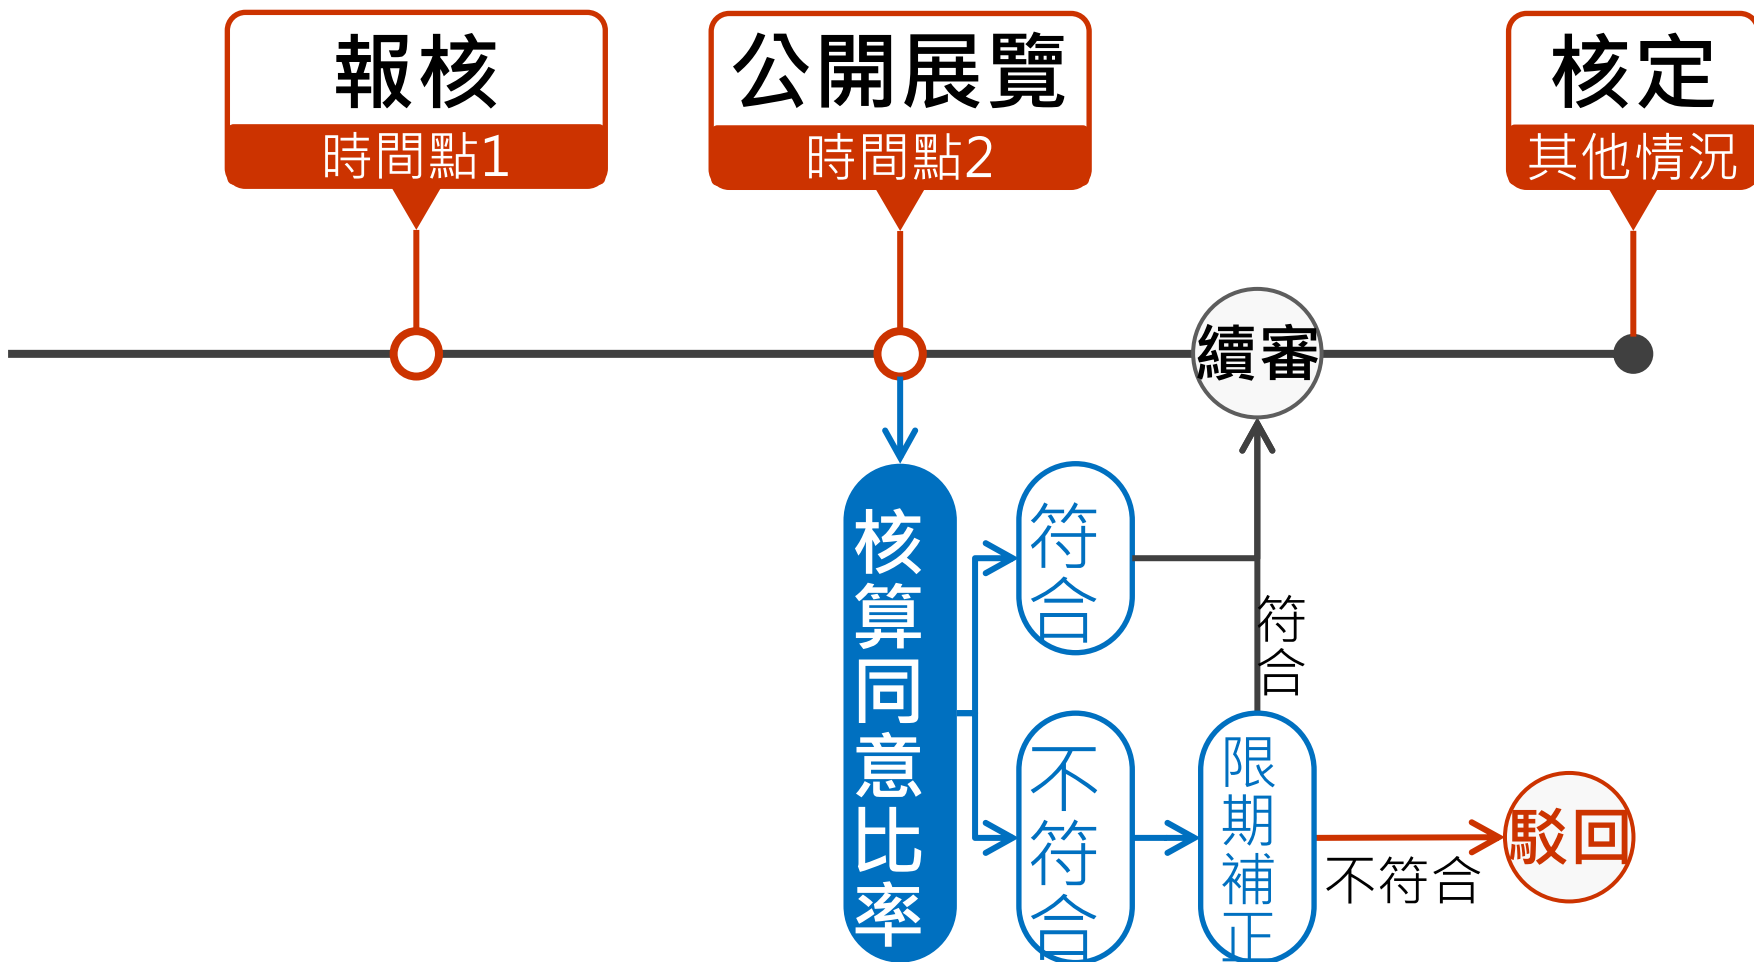 報核
時間點1
公開展覽
時間點2
核定
其他情況
續審
核算同意比率
符合
不符合
限期補正
符合
不符合
駁回